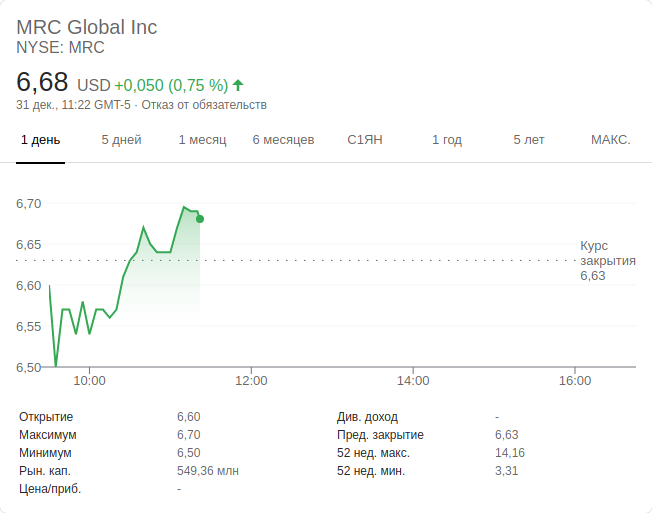 MRC Global Inc
NYSE: MRC
6,68 USD +0,050 (0,75 %)
31 дек., 11:22 GMT-5 · Отказ от обязательств
1 день 5 дней 1 месяц 6 месяцев С1ЯН 1 год 5 лет МАКС.
6,70
6,65
6,60
6,55
6,50
Курс
закрытия
6,63
10:00 12:00 14:00 16:00
Открытие 6,60 Див. доход -
Максимум 6,70 Пред. закрытие 6,63
Минимум 6,50 52 нед. макс. 14,16
Рын. кап. 549,36 млн 52 нед. мин. 3,31
Цена/приб. -